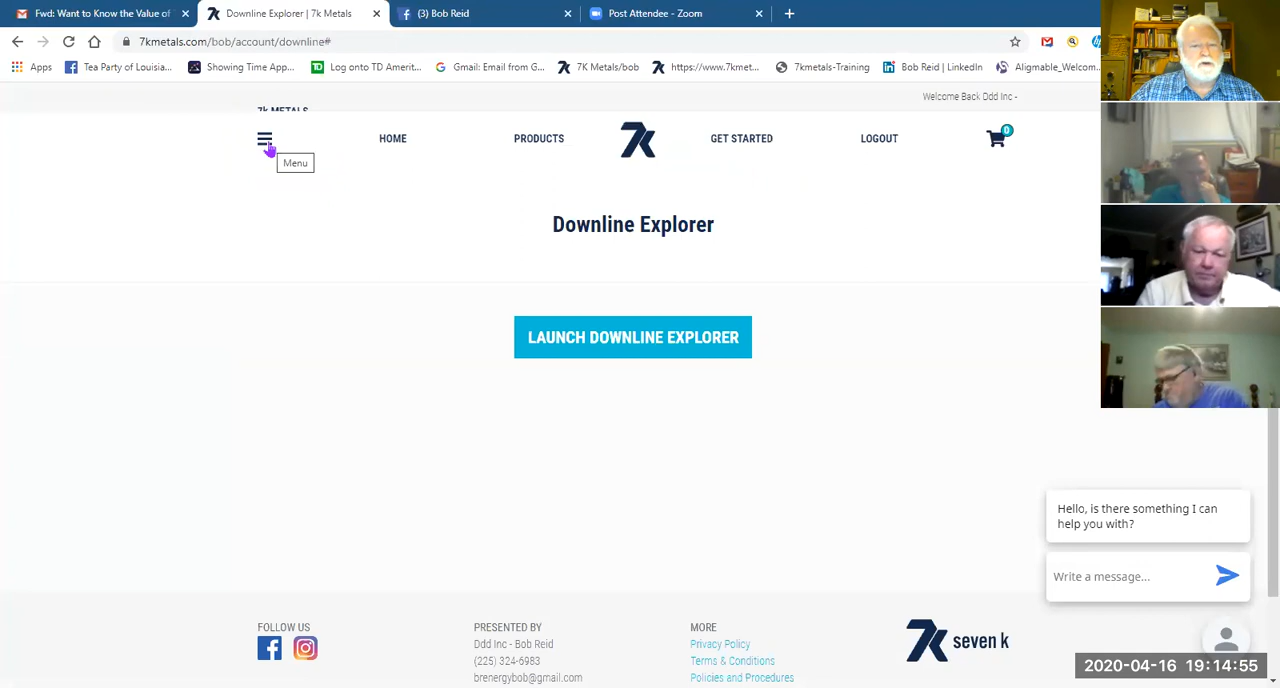 Fwd: Want to Know the Value of
Downline Explorer | 7k Metals
(3) Bob Reid
Post Attendee - Zoom
7kmetals.com/bob/account/downline#
Apps
Tea Party of Louisia...
Showing Time App...
Log onto TD Amerit...
Gmail: Email from G...
7K Metals/bob
https://www.7kmet...
7kmetals-Training
Bob Reid | LinkedIn
Alignable_Welcom...
Welcome Back Ddd Inc -
7k METALS
HOME
PRODUCTS
7k
GET STARTED
LOGOUT
0
Menu
Downline Explorer
LAUNCH DOWNLINE EXPLORER
Hello, is there something I can
help you with?
Write a message...
FOLLOW US
PRESENTED BY
Ddd Inc - Bob Reid
(225) 324-6983
brenergybob@gmail.com
MORE
Privacy Policy
Terms & Conditions
Policies and Procedures
7k seven k
2020-04-16 19:14:55